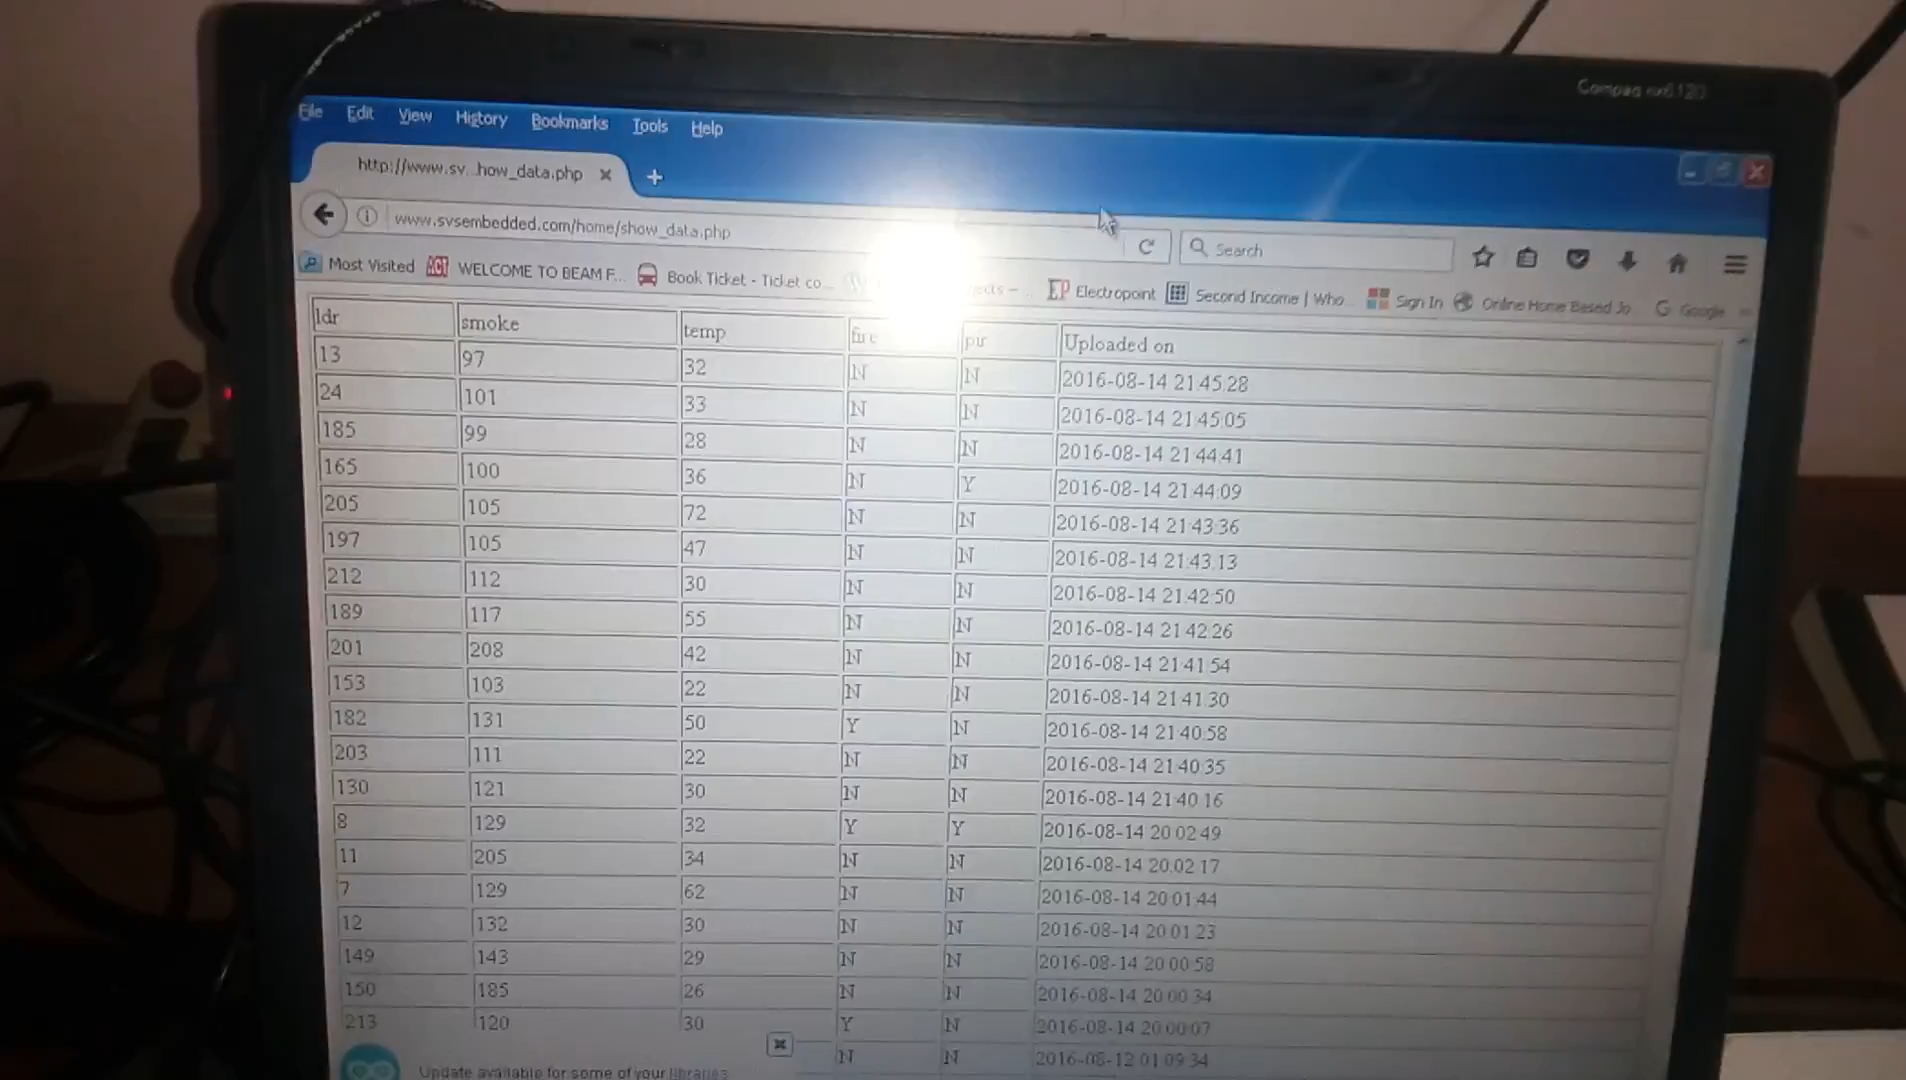 Compaq nx6120
File Edit View History Bookmarks Tools Help
http://www.sv...how_data.php
www.svsembedded.com/home/show_data.php
Search
Most Visited WELCOME TO BEAM F... Book Ticket - Ticket co... Electropoint Second Income | Who... Sign In Online Home Based Jo... Google
ldr smoke temp fire pir Uploaded on
13 97 32 N N 2016-08-14 21:45:28
24 101 33 N N 2016-08-14 21:45:05
185 99 28 N N 2016-08-14 21:44:41
165 100 36 N Y 2016-08-14 21:44:09
205 105 72 N N 2016-08-14 21:43:36
197 105 47 N N 2016-08-14 21:43:13
212 112 30 N N 2016-08-14 21:42:50
189 117 55 N N 2016-08-14 21:42:26
201 208 42 N N 2016-08-14 21:41:54
153 103 22 N N 2016-08-14 21:41:30
182 131 50 Y N 2016-08-14 21:40:58
203 111 22 N N 2016-08-14 21:40:35
130 121 30 N N 2016-08-14 21:40:16
8 129 32 Y Y 2016-08-14 20:02:49
11 205 34 N N 2016-08-14 20:02:17
7 129 62 N N 2016-08-14 20:01:44
12 132 30 N N 2016-08-14 20:01:23
149 143 29 N N 2016-08-14 20:00:58
150 185 26 N N 2016-08-14 20:00:34
213 120 30 Y N 2016-08-14 20:00:07
N N 2016-08-12 01:09:34
Update available for some of your libraries